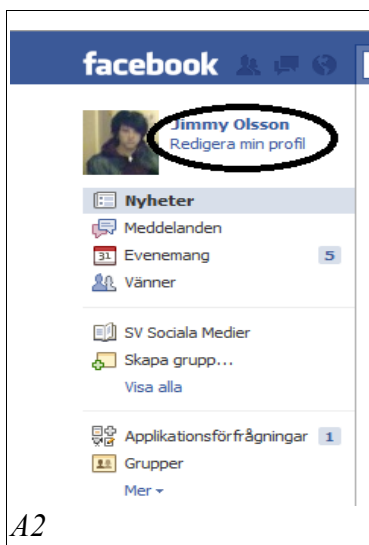 facebook
Jimmy Olsson
Redigera min profil
Nyheter
Meddelanden
31 Evenemang 5
Vänner
SV Sociala Medier
Skapa grupp...
Visa alla
Applikationsförfrågningar 1
Grupper
Mer
A2